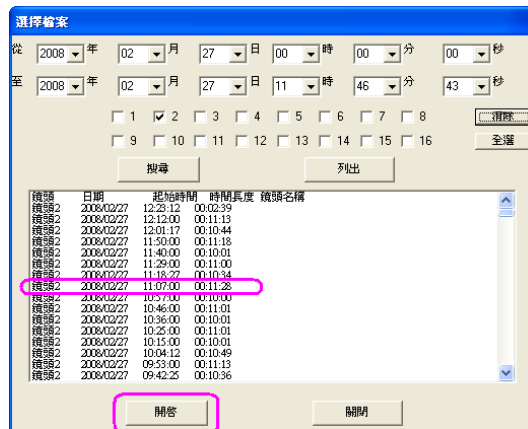 選擇檔案
從 2008 年 02 月 27 日 00 時 00 分 00 秒
至 2008 年 02 月 27 日 11 時 46 分 43 秒
1 2 3 4 5 6 7 8 清除
9 10 11 12 13 14 15 16 全選
搜尋 列出
鏡頭 日期 起始時間 時間長度 鏡頭名稱
鏡頭2 2008/02/27 12:23:12 00:02:39
鏡頭2 2008/02/27 12:12:00 00:11:13
鏡頭2 2008/02/27 12:01:17 00:10:44
鏡頭2 2008/02/27 11:50:00 00:11:18
鏡頭2 2008/02/27 11:40:00 00:10:01
鏡頭2 2008/02/27 11:29:00 00:11:00
鏡頭2 2008/02/27 11:18:27 00:10:34
鏡頭2 2008/02/27 11:07:00 00:11:28
鏡頭2 2008/02/27 10:57:00 00:10:00
鏡頭2 2008/02/27 10:46:00 00:11:01
鏡頭2 2008/02/27 10:36:00 00:10:01
鏡頭2 2008/02/27 10:25:00 00:11:01
鏡頭2 2008/02/27 10:15:00 00:10:01
鏡頭2 2008/02/27 10:04:12 00:10:49
鏡頭2 2008/02/27 09:53:00 00:11:13
鏡頭2 2008/02/27 09:42:25 00:10:36
開啓 關閉